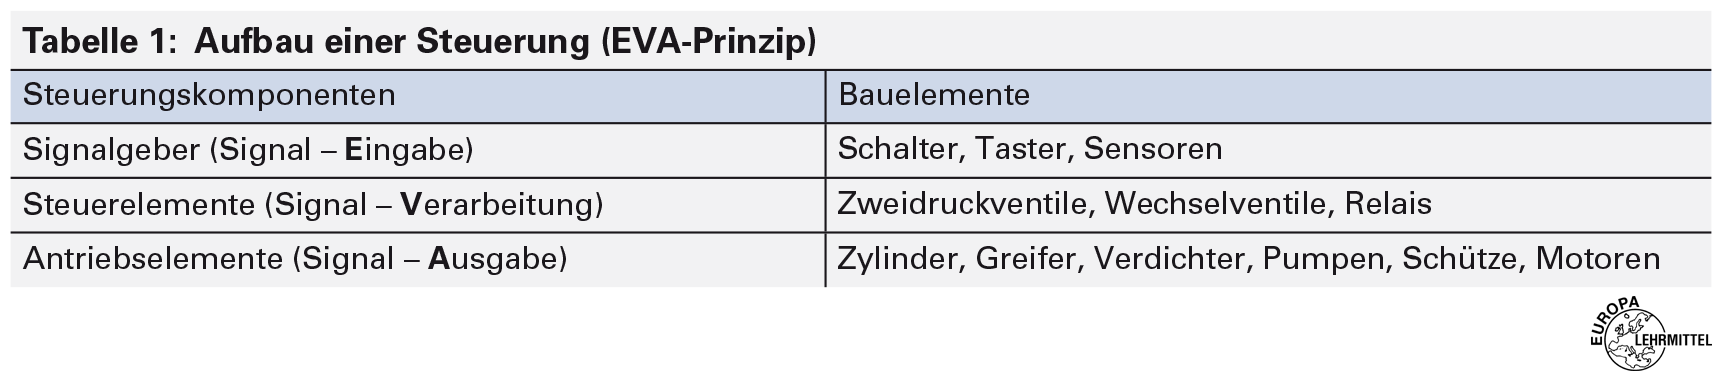 Tabelle 1: Aufbau einer Steuerung (EVA-Prinzip)
Steuerungskomponenten Bauelemente
Signalgeber (Signal – Eingabe) Schalter, Taster, Sensoren
Steuerelemente (Signal – Verarbeitung) Zweidruckventile, Wechselventile, Relais
Antriebselemente (Signal – Ausgabe) Zylinder, Greifer, Verdichter, Pumpen, Schütze, Motoren
EUROPA
LEHRMITTEL